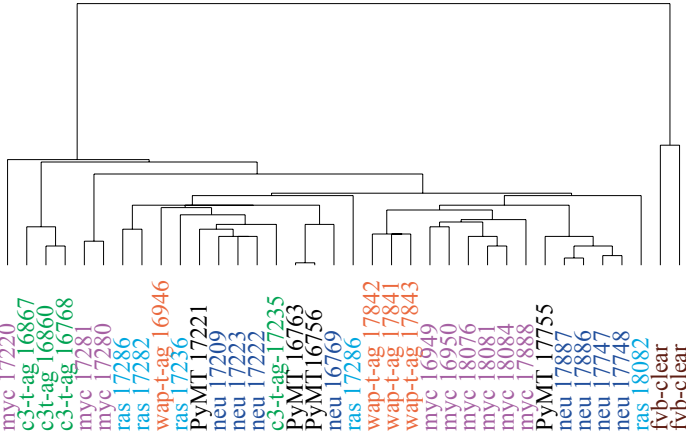 myc 17220
c3-t-ag 16867
c3t-ag 16860
c3-t-ag 16768
myc 17281
myc 17280
ras 17286
ras 17282
wap-t-ag 16946
ras 17236
PyMT 17221
neu 17209
neu 17223
neu 17222
c3-t-ag-17235
PyMT 16763
PyMT 16756
neu 16769
ras 17286
wap-t-ag 17842
wap-t-ag 17841
wap-t-ag 17843
myc 16949
myc 16950
myc 18076
myc 18081
myc 18084
myc 17888
PyMT 17755
neu 17887
neu 17886
neu 17747
neu 17748
ras 18082
fvb-clear
fvb-clear